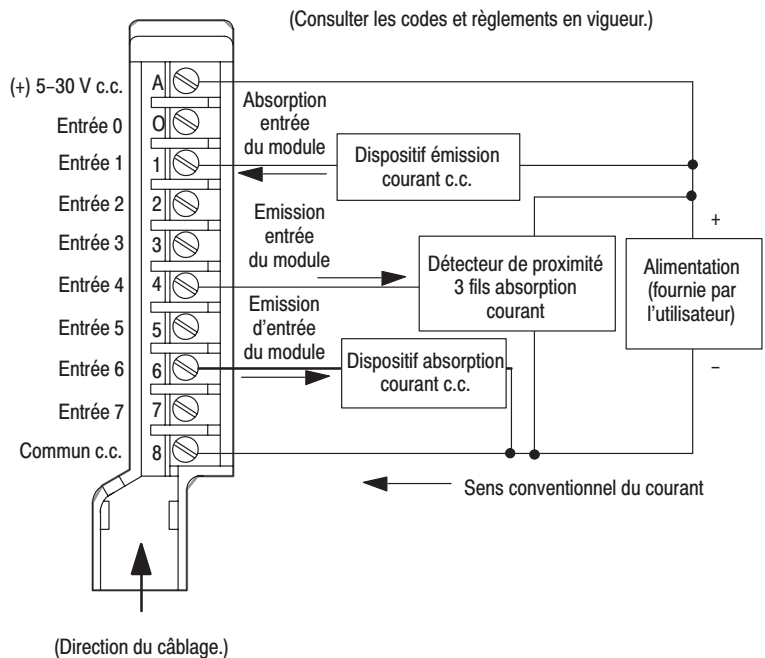 (Consulter les codes et règlements en vigueur.)
(+) 5–30 V c.c.
A
Entrée 0
O
Entrée 1
1
Entrée 2
2
Entrée 3
3
Entrée 4
4
Entrée 5
5
Entrée 6
6
Entrée 7
7
Commun c.c.
8
Absorption
entrée
du module
Dispositif émission
courant c.c.
Emission
entrée
du module
Détecteur de proximité
3 fils absorption
courant
+
Alimentation
(fournie par
l’utilisateur)
–
Emission
d’entrée
du module
Dispositif absorption
courant c.c.
Sens conventionnel du courant
(Direction du câblage.)